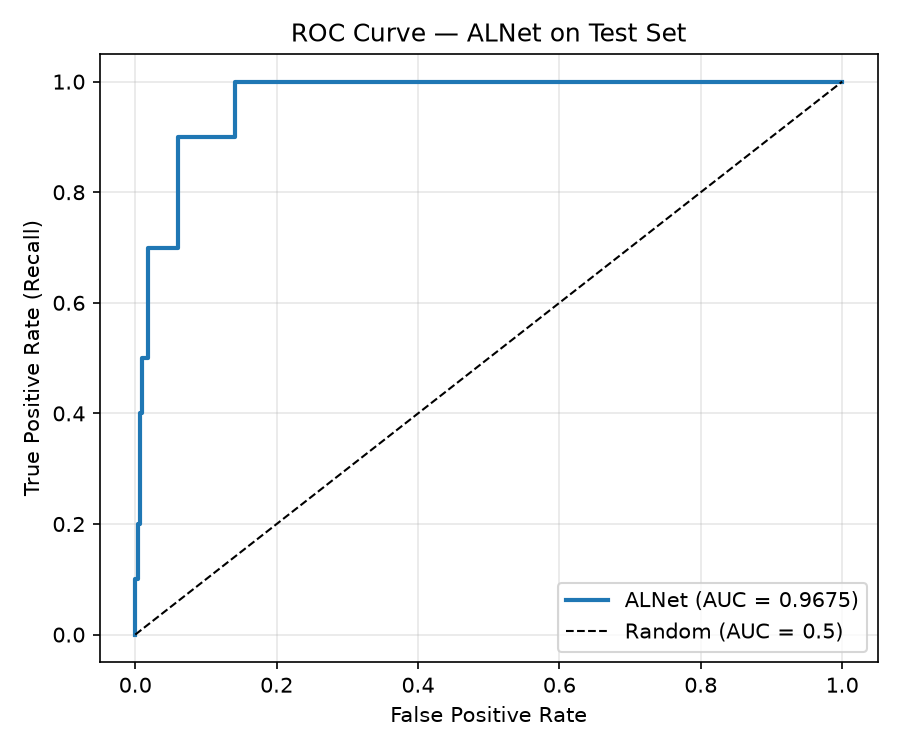 ROC Curve — ALNet on Test Set
True Positive Rate (Recall)
1.0
0.8
0.6
0.4
0.2
0.0
ALNet (AUC = 0.9675)
Random (AUC = 0.5)
0.0 0.2 0.4 0.6 0.8 1.0
False Positive Rate